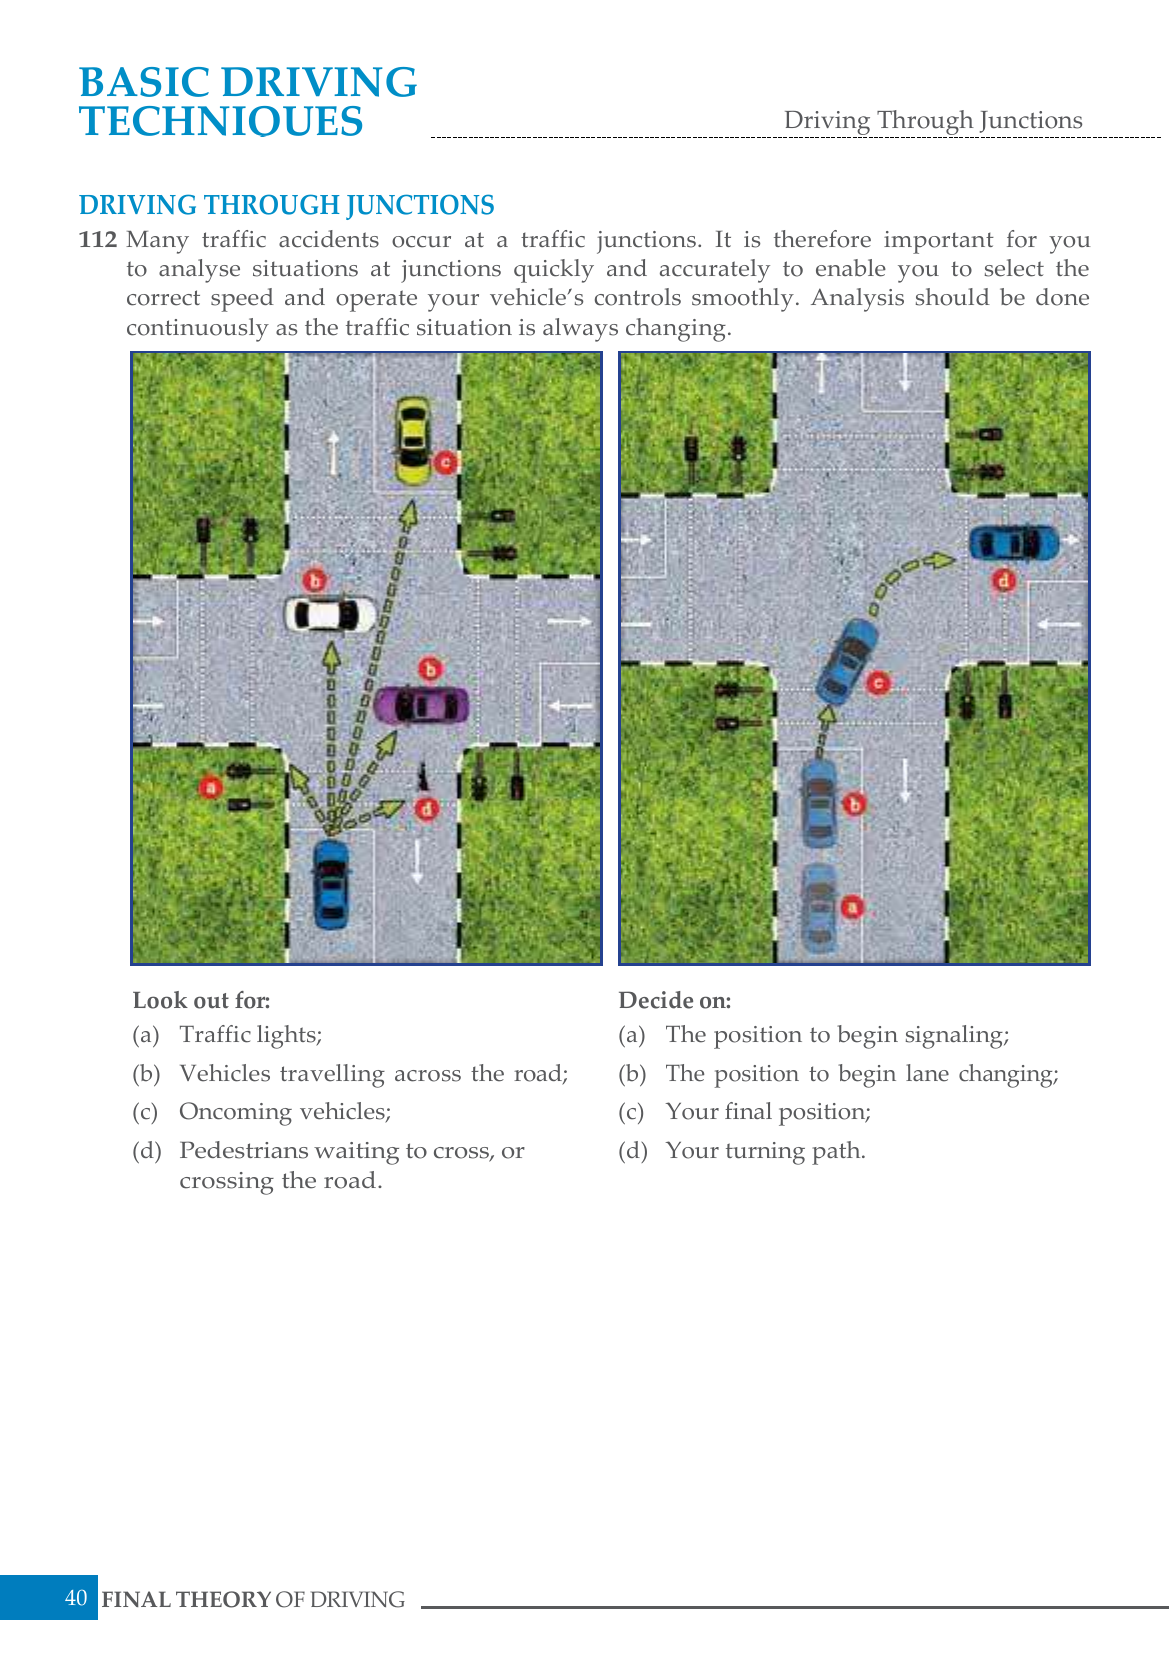 BASIC DRIVING
TECHNIQUES
Driving Through Junctions
DRIVING THROUGH JUNCTIONS
112 Many traffic accidents occur at a traffic junctions. It is therefore important for you
to analyse situations at junctions quickly and accurately to enable you to select the
correct speed and operate your vehicle's controls smoothly. Analysis should be done
continuously as the traffic situation is always changing.
c
b
b
a
d
d
c
b
a
Look out for:
(a) Traffic lights;
(b) Vehicles travelling across the road;
(c) Oncoming vehicles;
(d) Pedestrians waiting to cross, or
crossing the road.
Decide on:
(a) The position to begin signaling;
(b) The position to begin lane changing;
(c) Your final position;
(d) Your turning path.
40 FINAL THEORY OF DRIVING